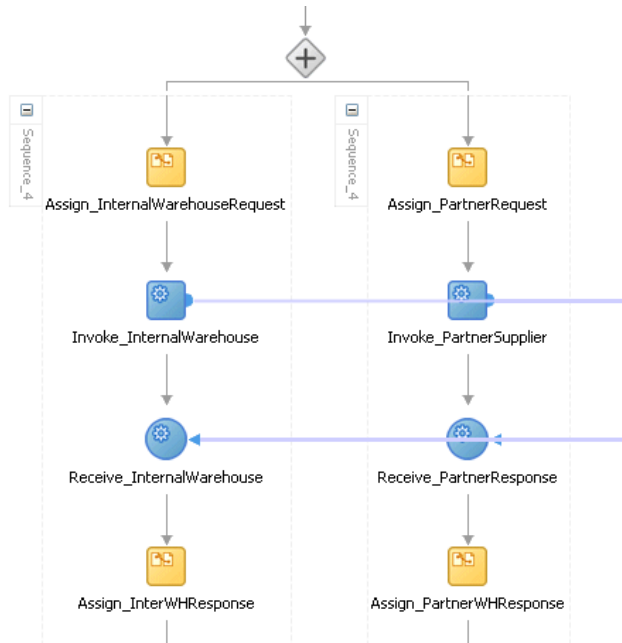 Sequence_4
Sequence_4
Assign_InternalWarehouseRequest
Assign_PartnerRequest
Invoke_InternalWarehouse
Invoke_PartnerSupplier
Receive_InternalWarehouse
Receive_PartnerResponse
Assign_InterWHResponse
Assign_PartnerWHResponse